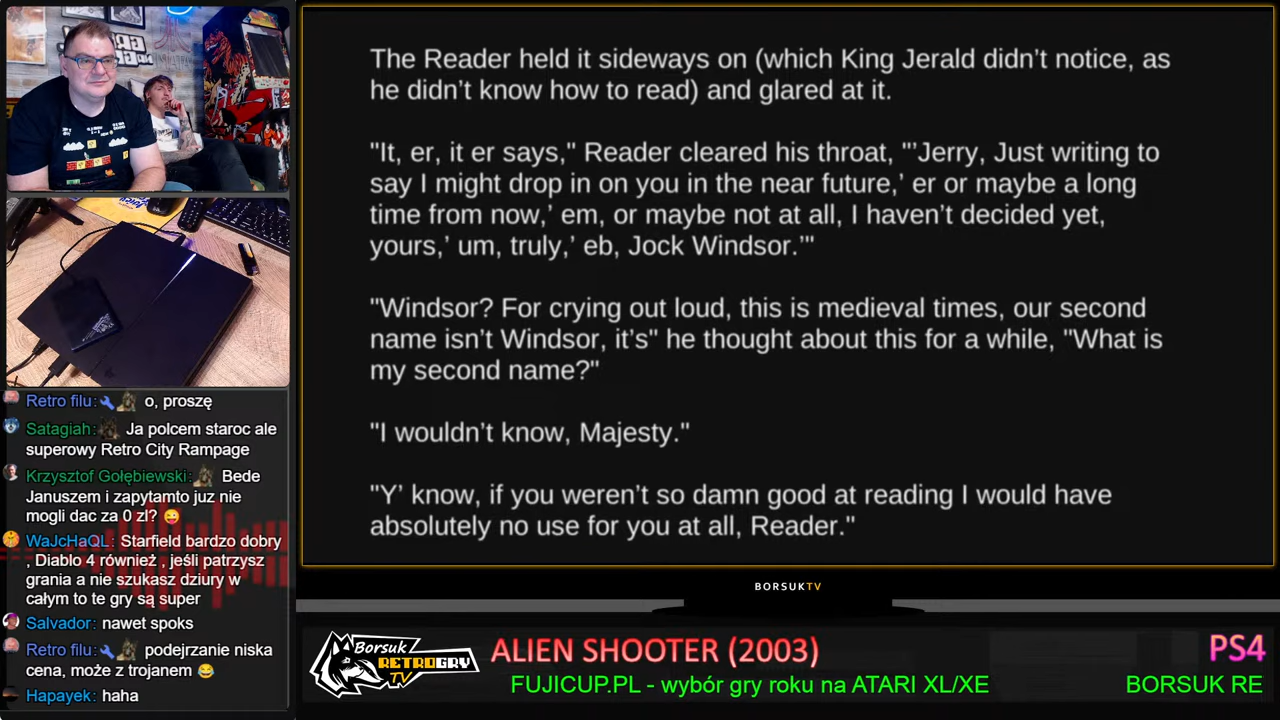 The Reader held it sideways on (which King Jerald didn’t notice, as
he didn’t know how to read) and glared at it.
"It, er, it er says," Reader cleared his throat, "’Jerry, Just writing to
say I might drop in on you in the near future,’ er or maybe a long
time from now,’ em, or maybe not at all, I haven’t decided yet,
yours,’ um, truly,’ eb, Jock Windsor.’"
"Windsor? For crying out loud, this is medieval times, our second
name isn’t Windsor, it’s" he thought about this for a while, "What is
my second name?"
"I wouldn’t know, Majesty."
"Y’ know, if you weren’t so damn good at reading I would have
absolutely no use for you at all, Reader."
BORSUKTV
Retro filu: o, proszę
Satagiah: Ja polcem staroc ale
superowy Retro City Rampage
Krzysztof Gołębiewski: Bede
Januszem i zapytamto juz nie
mogli dac za 0 zl? 😜
WaJcHaQL: Starfield bardzo dobry
, Diablo 4 również , jeśli patrzysz
grania a nie szukasz dziury w
całym to te gry są super
Salvador: nawet spoks
Retro filu: podejrzanie niska
cena, może z trojanem 😂
Hapayek: haha
Borsuk
RETROGRY
TV
ALIEN SHOOTER (2003)
PS4
FUJICUP.PL - wybór gry roku na ATARI XL/XE
BORSUK RE